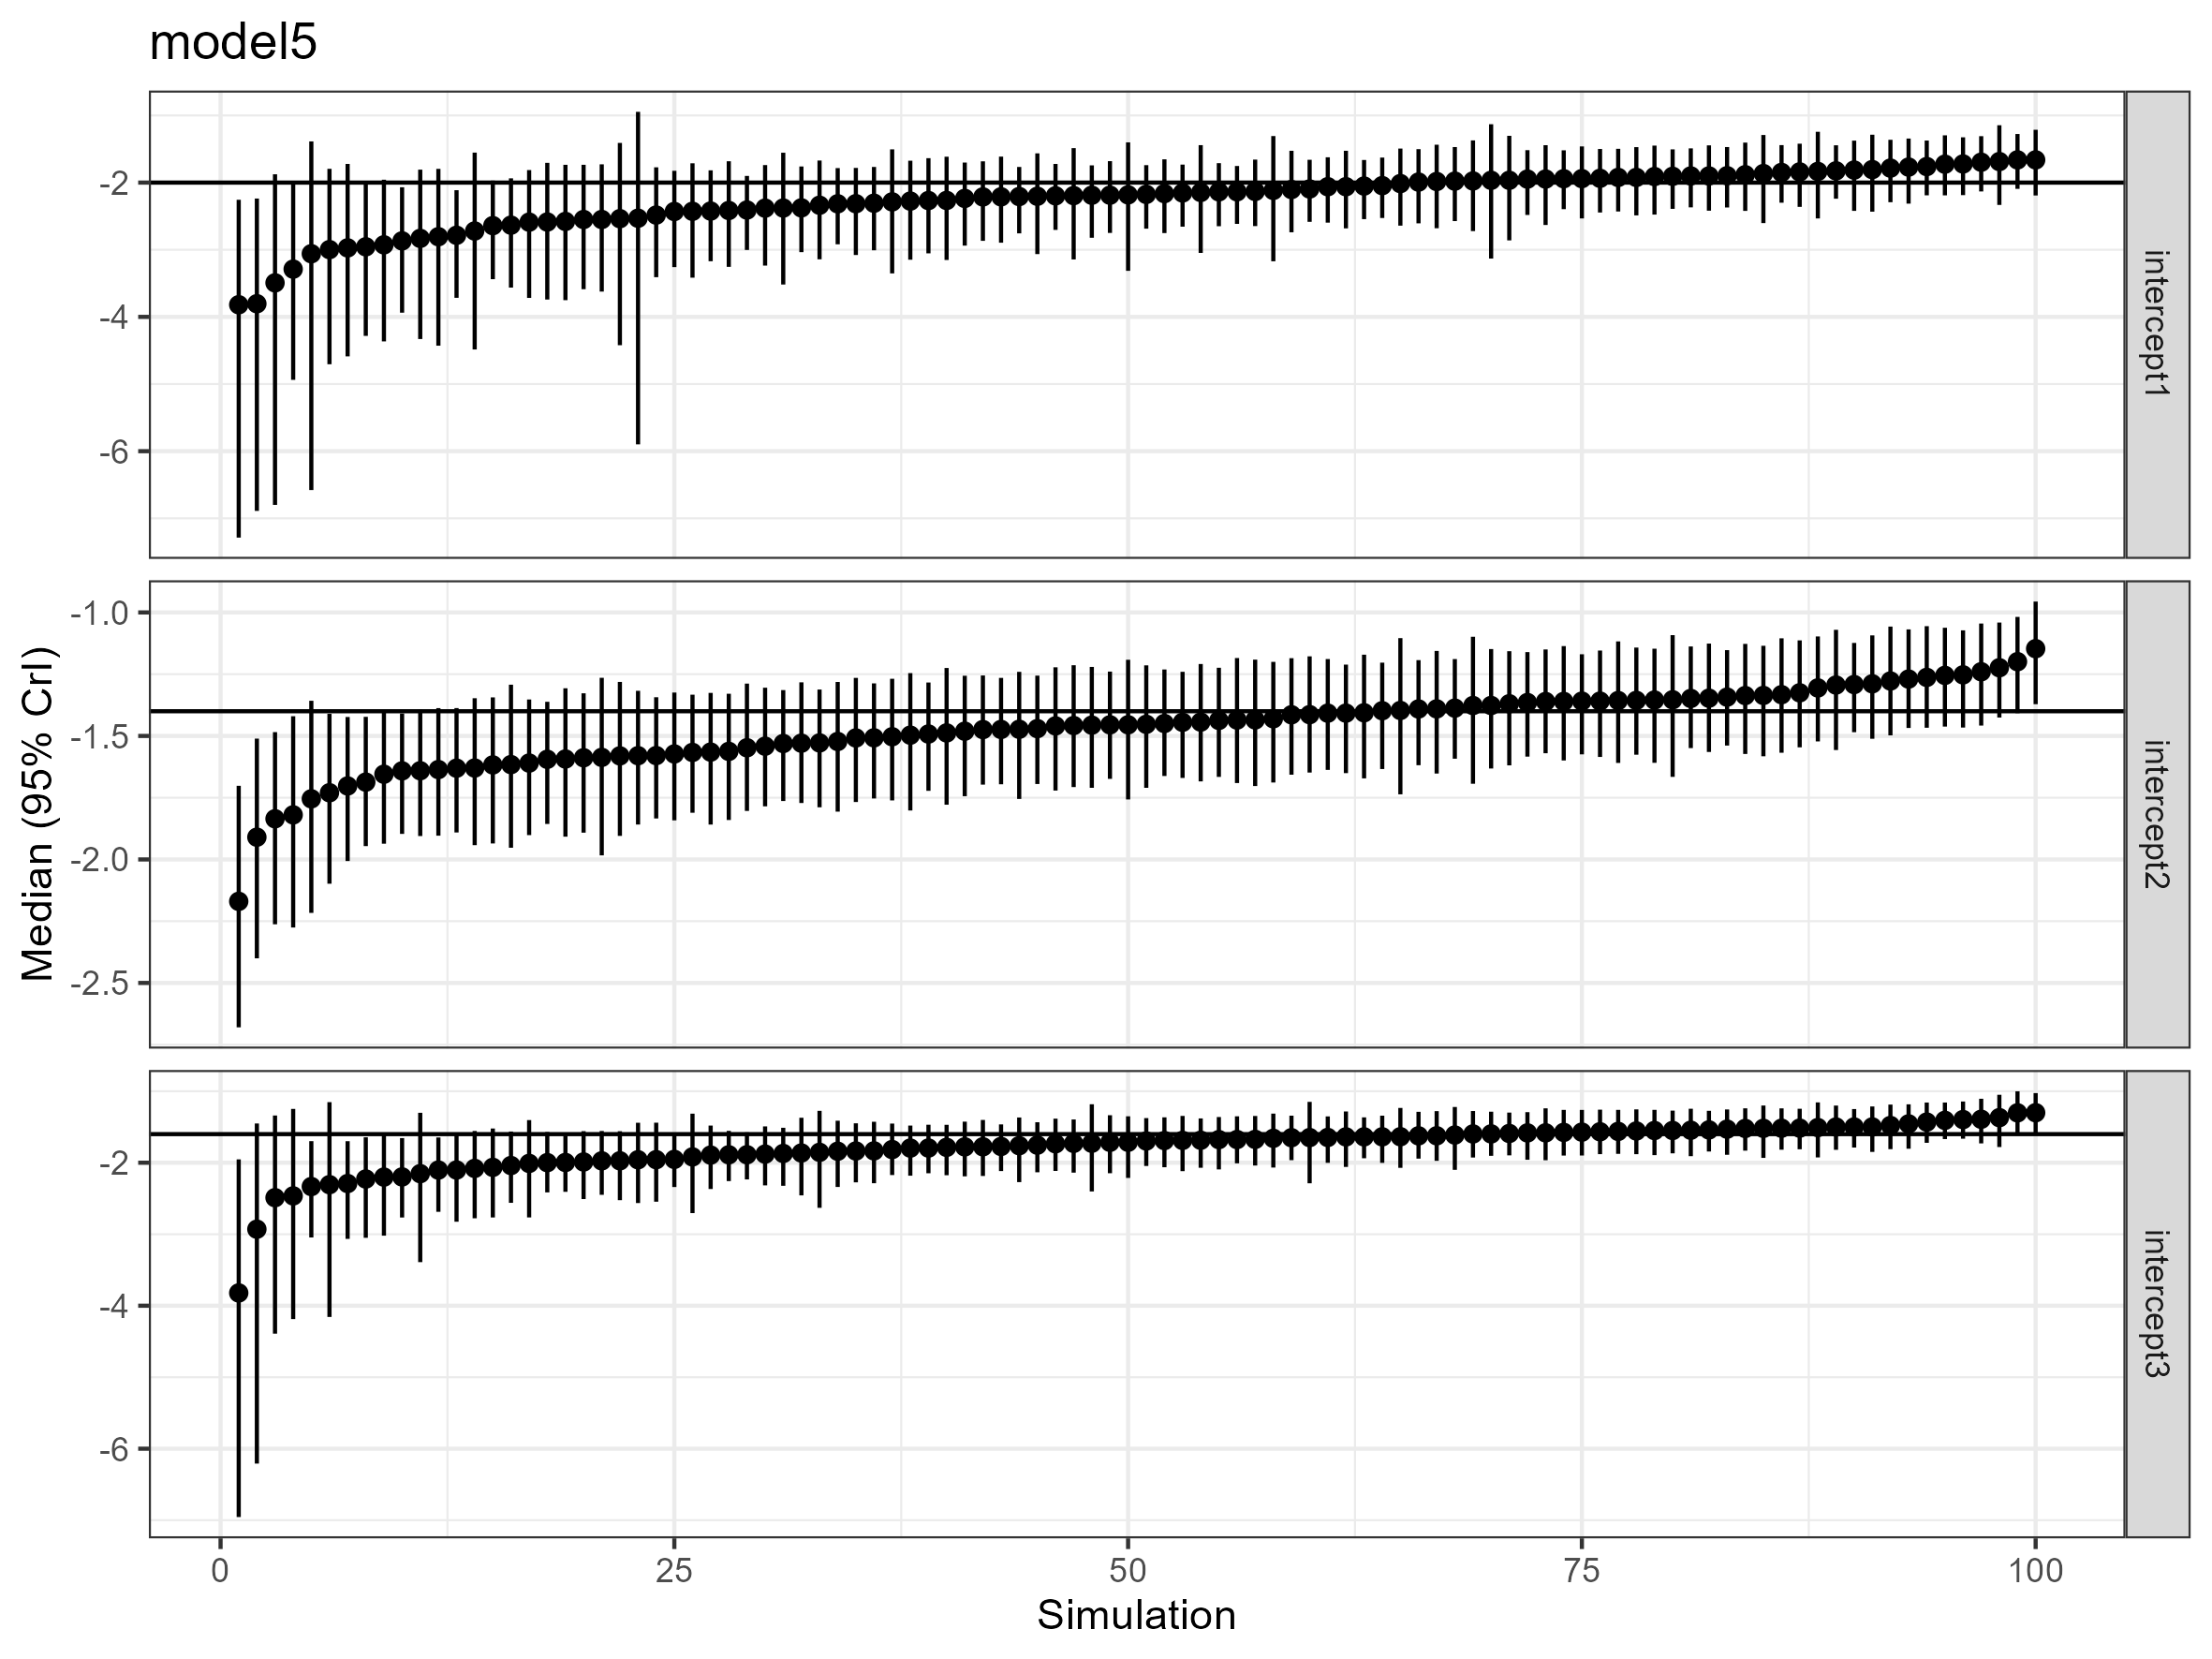 model5
-2
-4
-6
intercept1
-1.0
-1.5
-2.0
-2.5
intercept2
-2
-4
-6
intercept3
Median (95% CrI)
0 25 50 75 100
Simulation